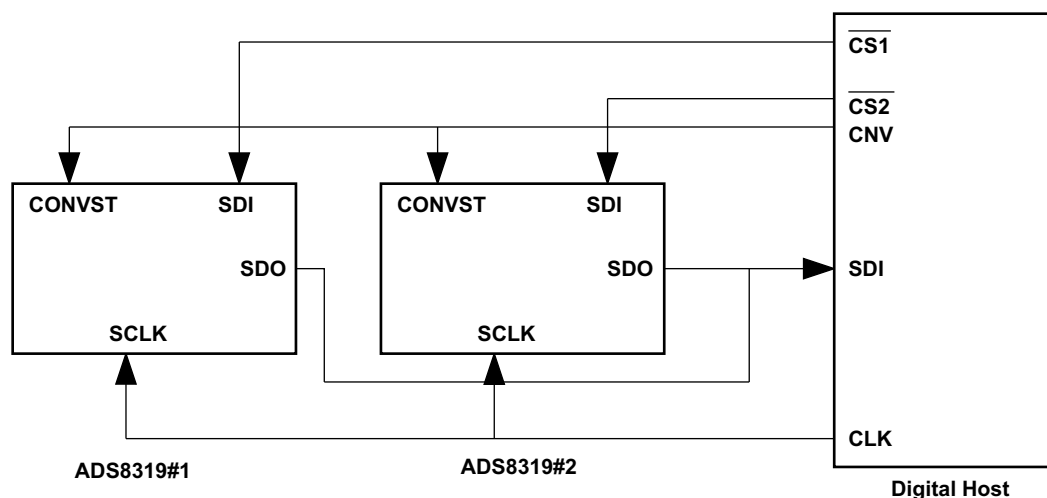 CS1
CS2
CNV
CONVST SDI
CONVST SDI
SDO
SDO
SDI
SCLK
SCLK
CLK
ADS8319#1
ADS8319#2
Digital Host